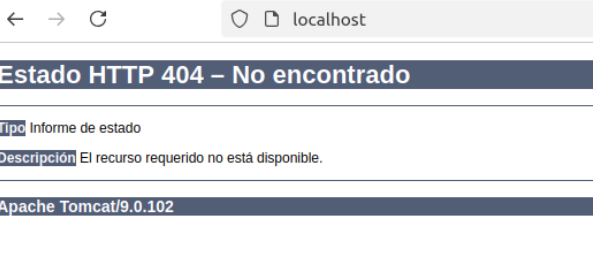 localhost
Estado HTTP 404 – No encontrado
Tipo Informe de estado
Descripción El recurso requerido no está disponible.
Apache Tomcat/9.0.102